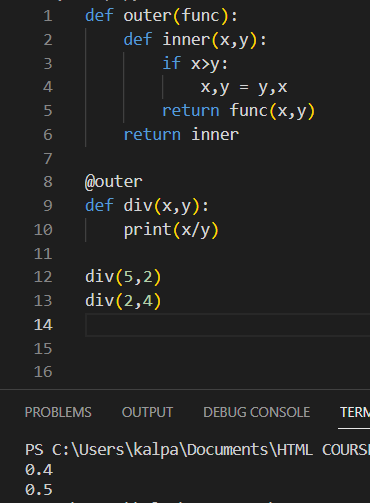 1 def outer(func):
2     def inner(x,y):
3         if x>y:
4             x,y = y,x
5         return func(x,y)
6     return inner
7
8 @outer
9 def div(x,y):
10     print(x/y)
11
12 div(5,2)
13 div(2,4)
14
15
16
PROBLEMS OUTPUT DEBUG CONSOLE TERM
PS C:\Users\kalpa\Documents\HTML COURS
0.4
0.5